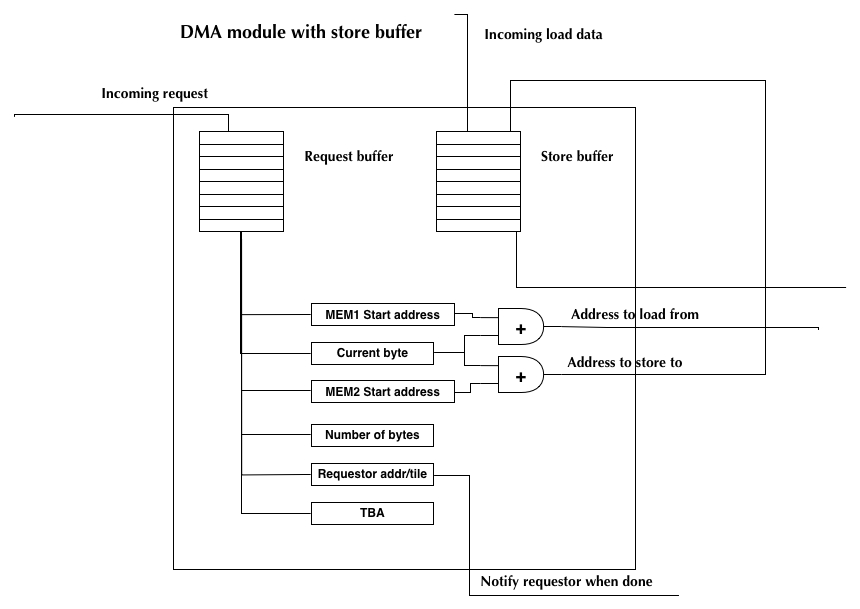 DMA module with store buffer
Incoming load data
Incoming request
Request buffer
Store buffer
MEM1 Start address
+
Address to load from
Current byte
Address to store to
+
MEM2 Start address
Number of bytes
Requestor addr/tile
TBA
Notify requestor when done